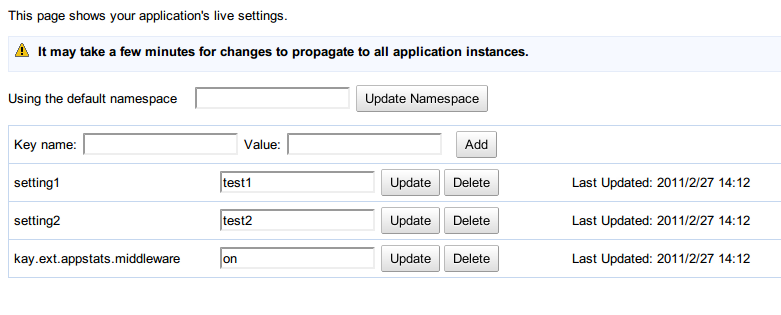 This page shows your application's live settings.
It may take a few minutes for changes to propagate to all application instances.
Using the default namespace Update Namespace
Key name: Value: Add
setting1 test1 Update Delete Last Updated: 2011/2/27 14:12
setting2 test2 Update Delete Last Updated: 2011/2/27 14:12
kay.ext.appstats.middleware on Update Delete Last Updated: 2011/2/27 14:12